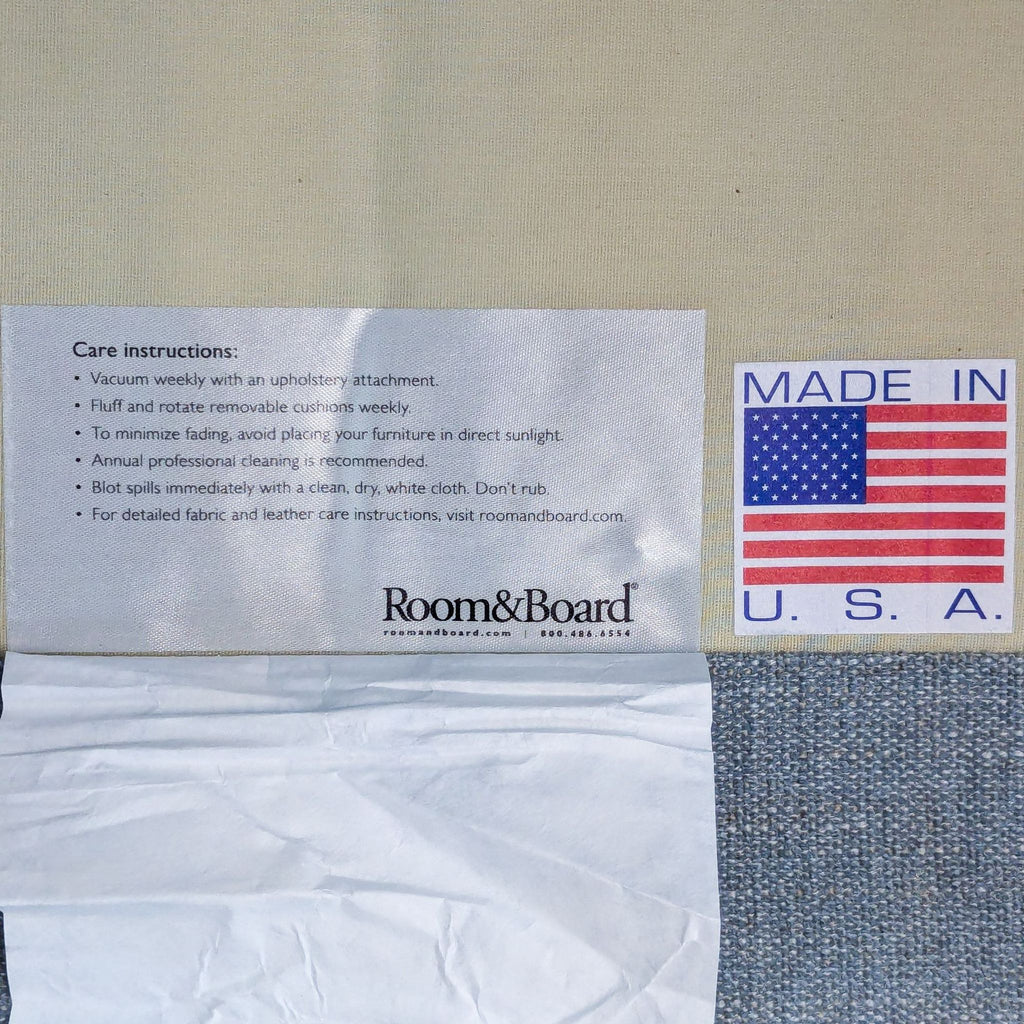 Care instructions:
• Vacuum weekly with an upholstery attachment.
• Fluff and rotate removable cushions weekly.
• To minimize fading, avoid placing your furniture in direct sunlight.
• Annual professional cleaning is recommended.
• Blot spills immediately with a clean, dry, white cloth. Don't rub.
• For detailed fabric and leather care instructions, visit roomandboard.com.
Room&Board®
roomandboard.com | 800.486.6554
MADE IN
U. S. A.